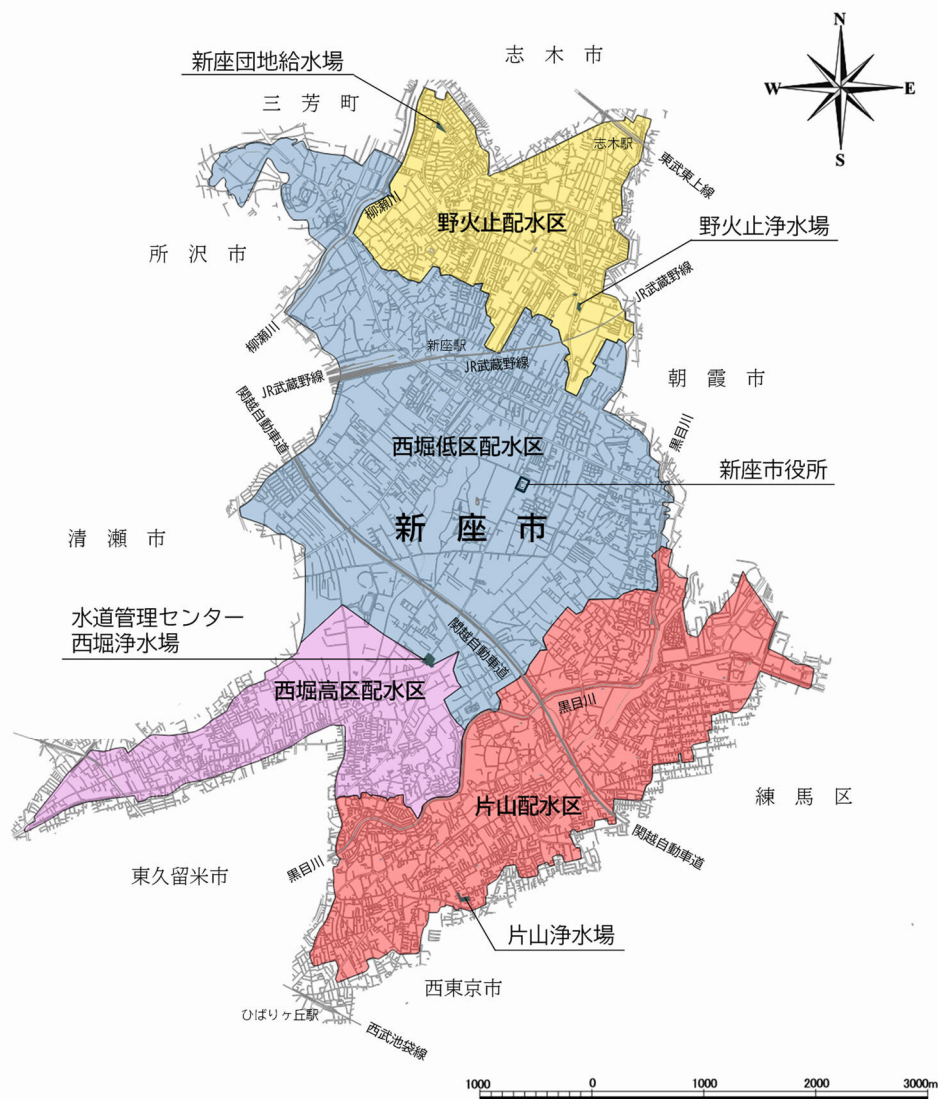 N
志木市
新座団地給水場
三芳町
W
E
志木駅
S
東武東上線
柳瀬川
野火止配水区
野火止浄水場
所沢市
JR武蔵野線
柳瀬川
新座駅
JR武蔵野線
JR武蔵野線
朝霞市
関越自動車道
黒目川
西堀低区配水区
新座市役所
新座市
清瀬市
水道管理センター
西堀浄水場
関越自動車道
西堀高区配水区
黒目川
片山配水区
練馬区
関越自動車道
黒目川
東久留米市
片山浄水場
西東京市
ひばりヶ丘駅
西武池袋線
1000 0 1000 2000 3000m